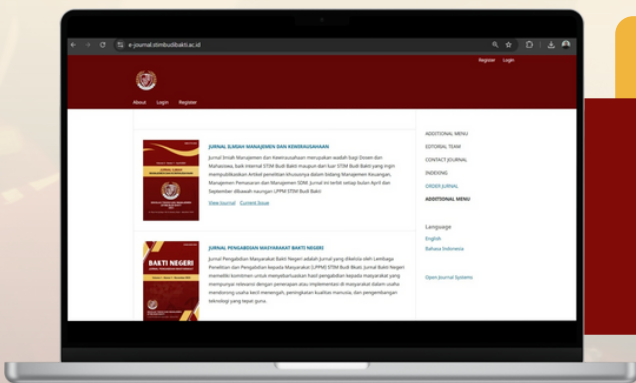 e-journal.stimbudibakti.ac.id
Register Login
About Login Register
JURNAL ILMIAH MANAJEMEN DAN KEWIRAUSAHAAN
Jurnal Ilmiah Manajemen dan Kewirausahaan merupakan wadah bagi Dosen dan
Mahasiswa, baik internal STIM Budi Bakti maupun dari luar STIM Budi Bakti yang ingin
mempublikasikan Artikel penelitian khususnya dalam bidang Manajemen Keuangan,
Manajemen Pemasaran dan Manajemen SDM. Jurnal ini terbit setiap bulan April dan
September dibawah naungan LPPM STIM Budi Bakti
View Journal Current Issue
BAKTI NEGERI
JURNAL PENGABDIAN MASYARAKAT BAKTI NEGERI
Jurnal Pengabdian Masyarakat Bakti Negeri adalah jurnal yang dikelola oleh Lembaga
Penelitian dan Pengabdian kepada Masyarakat (LPPM) STIM Budi Bkati. Jurnal Bakti Negeri
memiliki komitmen untuk menyebarluaskan hasil pengabdian kepada masyarakat yang
mempunyai relevansi dengan penerapan atau implementasi di masyarakat dalam usaha
mendorong usaha kecil menengah, peningkatan kualitas manusia, dan pengembangan
teknologi yang tepat guna.
ADDITIONAL MENU
EDITORIAL TEAM
CONTACT JOURNAL
INDEXING
ORDER JURNAL
ADDITIONAL MENU
Language
English
Bahasa Indonesia
Open Journal Systems